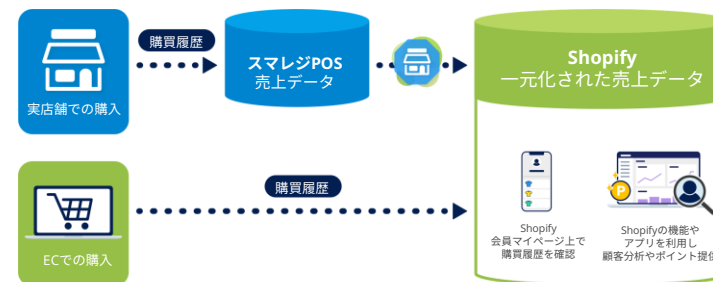 実店舗での購入
購買履歴
スマレジPOS
売上データ
Shopify
一元化された売上データ
ECでの購入
購買履歴
Shopify
会員マイページ上で
購買履歴を確認
P
Shopifyの機能や
アプリを利用し
顧客分析やポイント提供